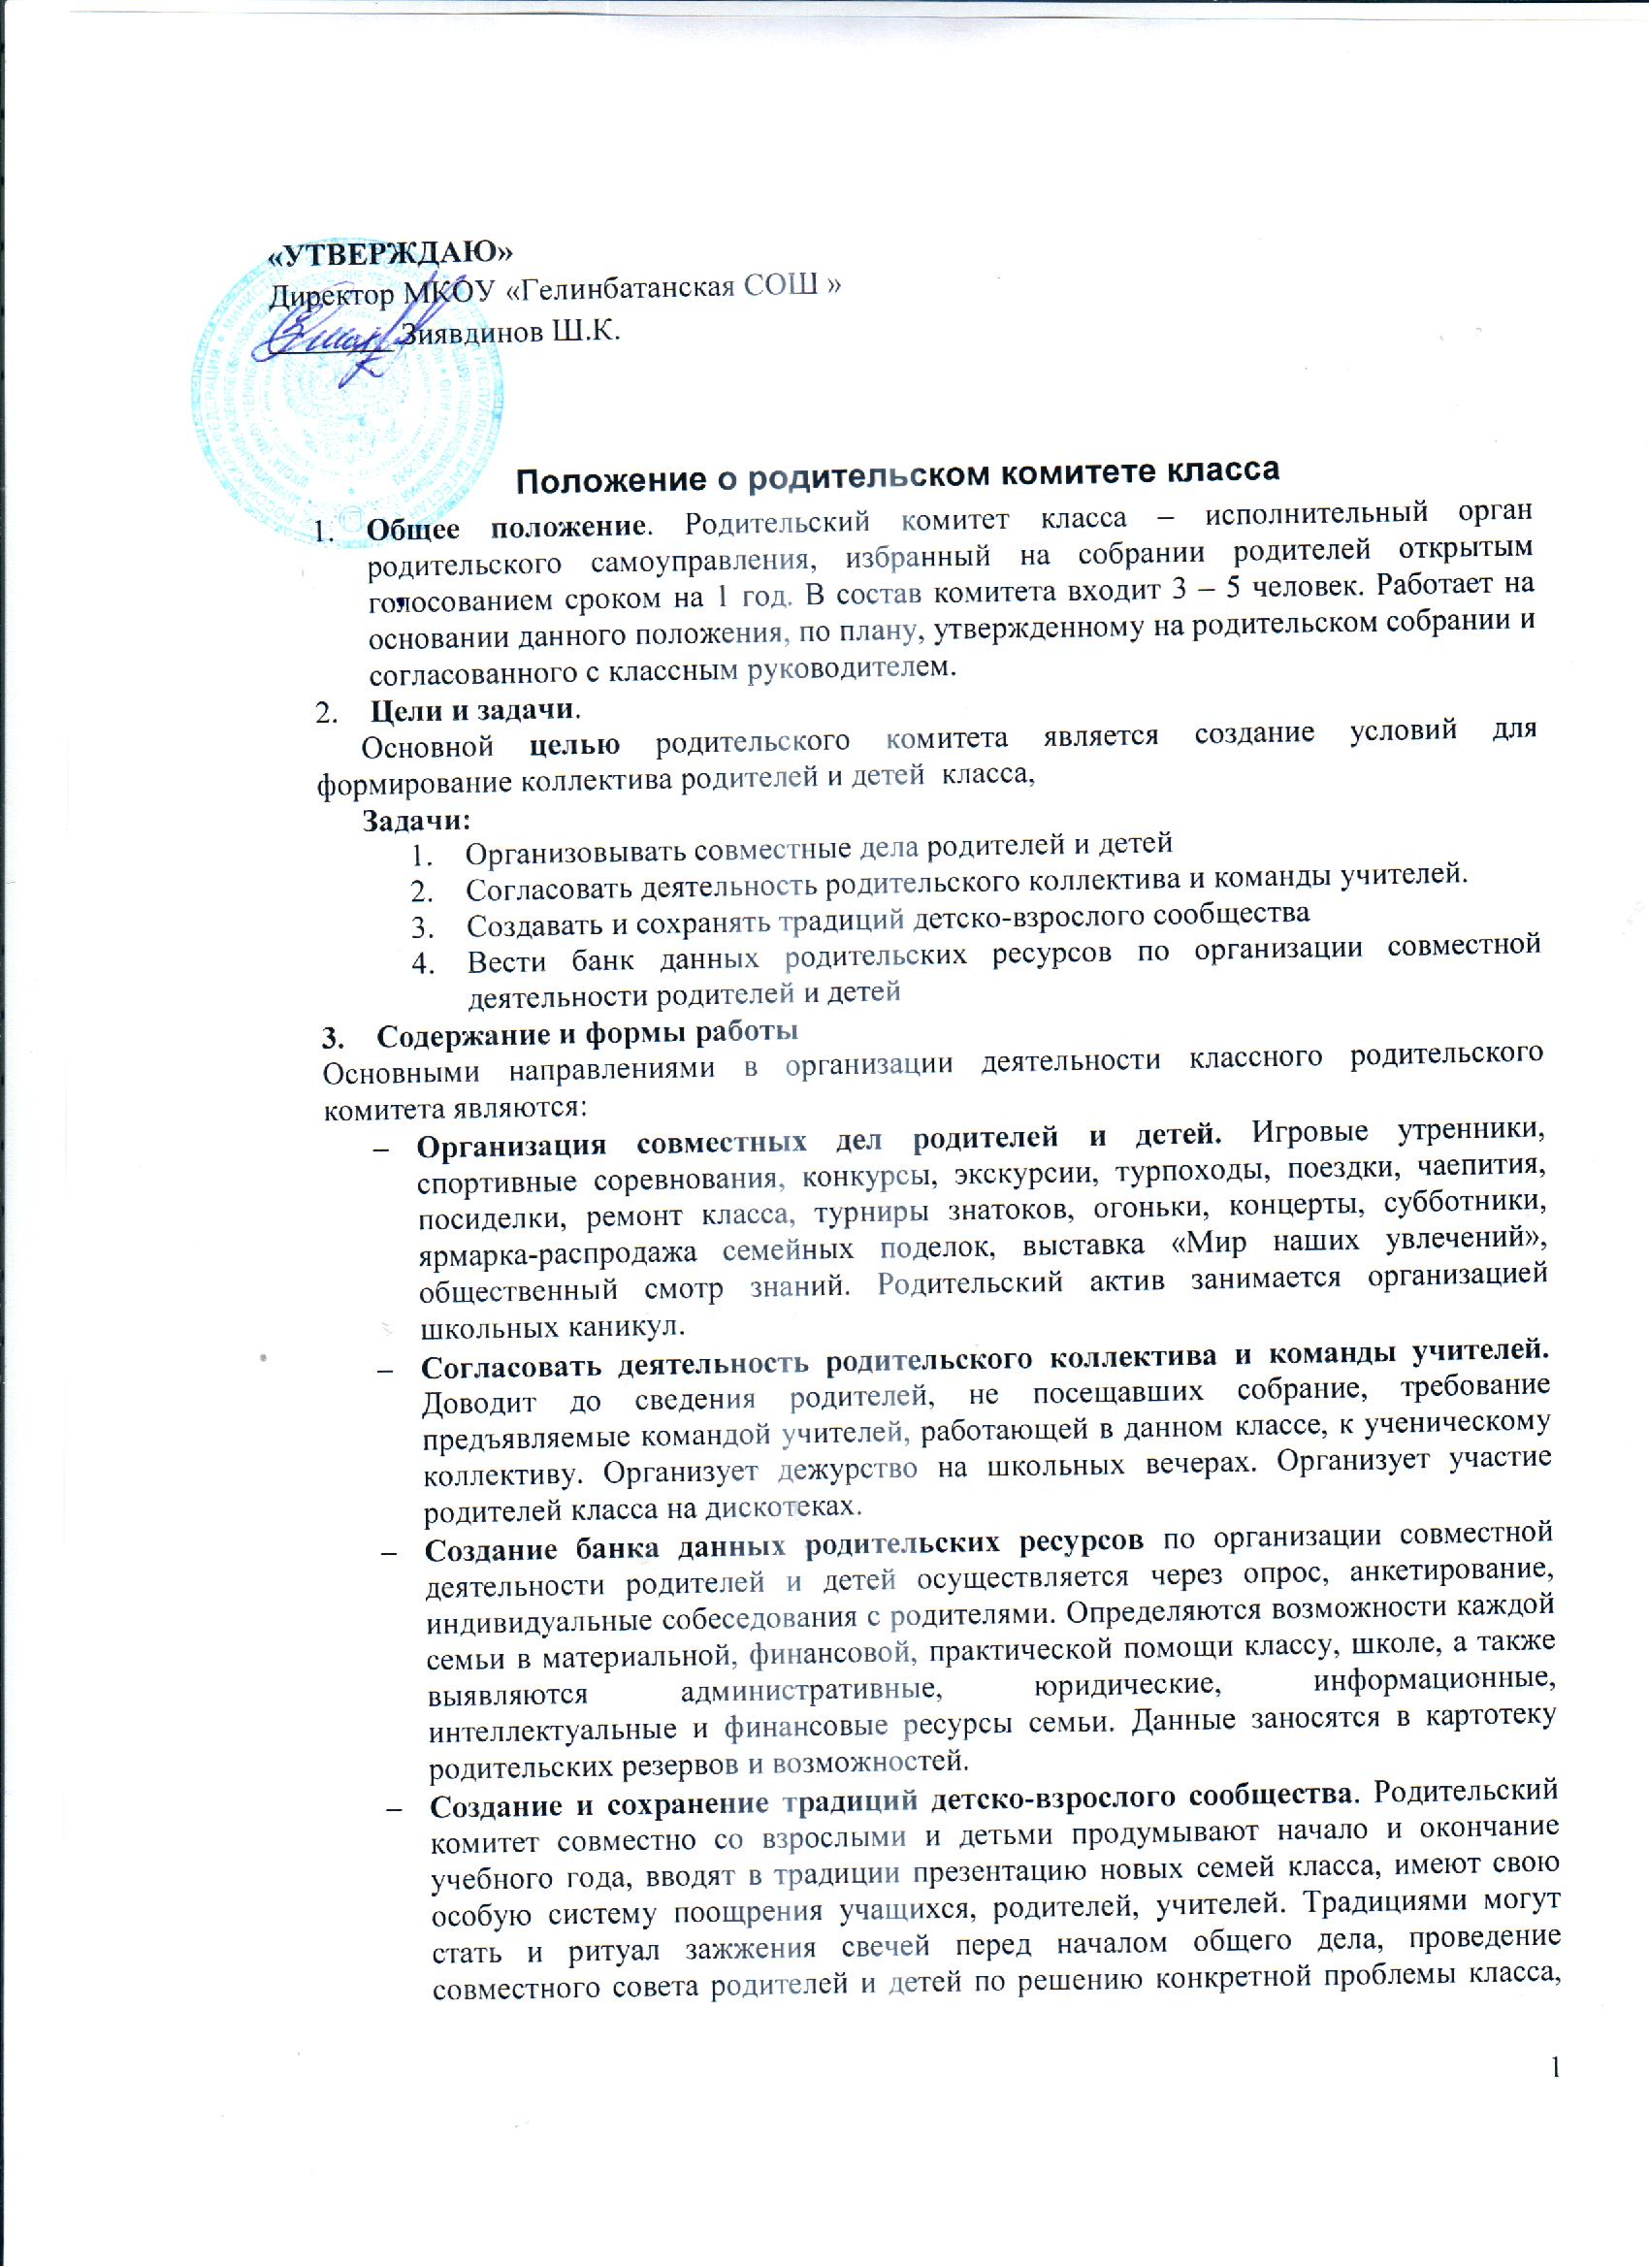 «УТВЕРЖДАЮ»
Директор МКОУ «Гелинбатанская СОШ »
Зиявдинов Ш.К.
Положение о родительском комитете класса
1. Общее положение. Родительский комитет класса – исполнительный орган
родительского самоуправления, избранный на собрании родителей открытым
голосованием сроком на 1 год. В состав комитета входит 3 – 5 человек. Работает на
основании данного положения, по плану, утвержденному на родительском собрании и
согласованного с классным руководителем.
2. Цели и задачи.
Основной целью родительского комитета является создание условий для
формирование коллектива родителей и детей класса,
Задачи:
1. Организовывать совместные дела родителей и детей
2. Согласовать деятельность родительского коллектива и команды учителей.
3. Создавать и сохранять традиций детско-взрослого сообщества
4. Вести банк данных родительских ресурсов по организации совместной
деятельности родителей и детей
3. Содержание и формы работы
Основными направлениями в организации деятельности классного родительского
комитета являются:
– Организация совместных дел родителей и детей. Игровые утренники,
спортивные соревнования, конкурсы, экскурсии, турпоходы, поездки, чаепития,
посиделки, ремонт класса, турниры знатоков, огоньки, концерты, субботники,
ярмарка-распродажа семейных поделок, выставка «Мир наших увлечений»,
общественный смотр знаний. Родительский актив занимается организацией
школьных каникул.
– Согласовать деятельность родительского коллектива и команды учителей.
Доводит до сведения родителей, не посещавших собрание, требование
предъявляемые командой учителей, работающей в данном классе, к ученическому
коллективу. Организует дежурство на школьных вечерах. Организует участие
родителей класса на дискотеках.
– Создание банка данных родительских ресурсов по организации совместной
деятельности родителей и детей осуществляется через опрос, анкетирование,
индивидуальные собеседования с родителями. Определяются возможности каждой
семьи в материальной, финансовой, практической помощи классу, школе, а также
выявляются административные, юридические, информационные,
интеллектуальные и финансовые ресурсы семьи. Данные заносятся в картотеку
родительских резервов и возможностей.
– Создание и сохранение традиций детско-взрослого сообщества. Родительский
комитет совместно со взрослыми и детьми продумывают начало и окончание
учебного года, вводят в традиции презентацию новых семей класса, имеют свою
особую систему поощрения учащихся, родителей, учителей. Традициями могут
стать и ритуал зажжения свечей перед началом общего дела, проведение
совместного совета родителей и детей по решению конкретной проблемы класса,
1